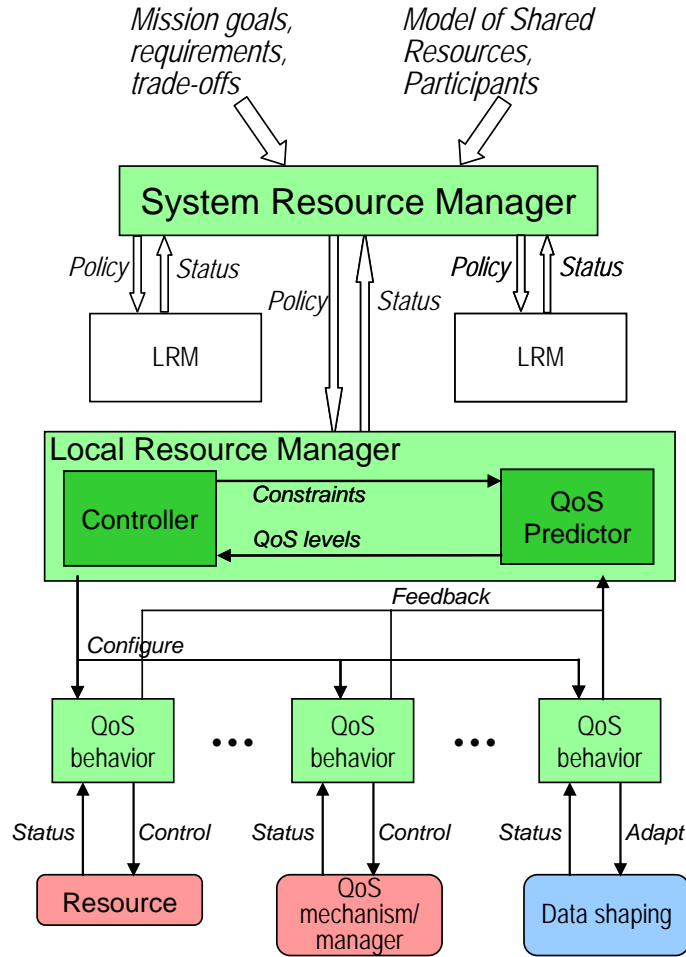 Mission goals,
requirements,
trade-offs
Model of Shared
Resources,
Participants
System Resource Manager
Policy
Status
Policy
Status
Policy
Status
LRM
LRM
Local Resource Manager
Controller
Constraints
QoS levels
QoS
Predictor
Feedback
Configure
QoS
behavior
•••
QoS
behavior
•••
QoS
behavior
Status
Control
Status
Control
Status
Adapt
Resource
QoS
mechanism/
manager
Data shaping